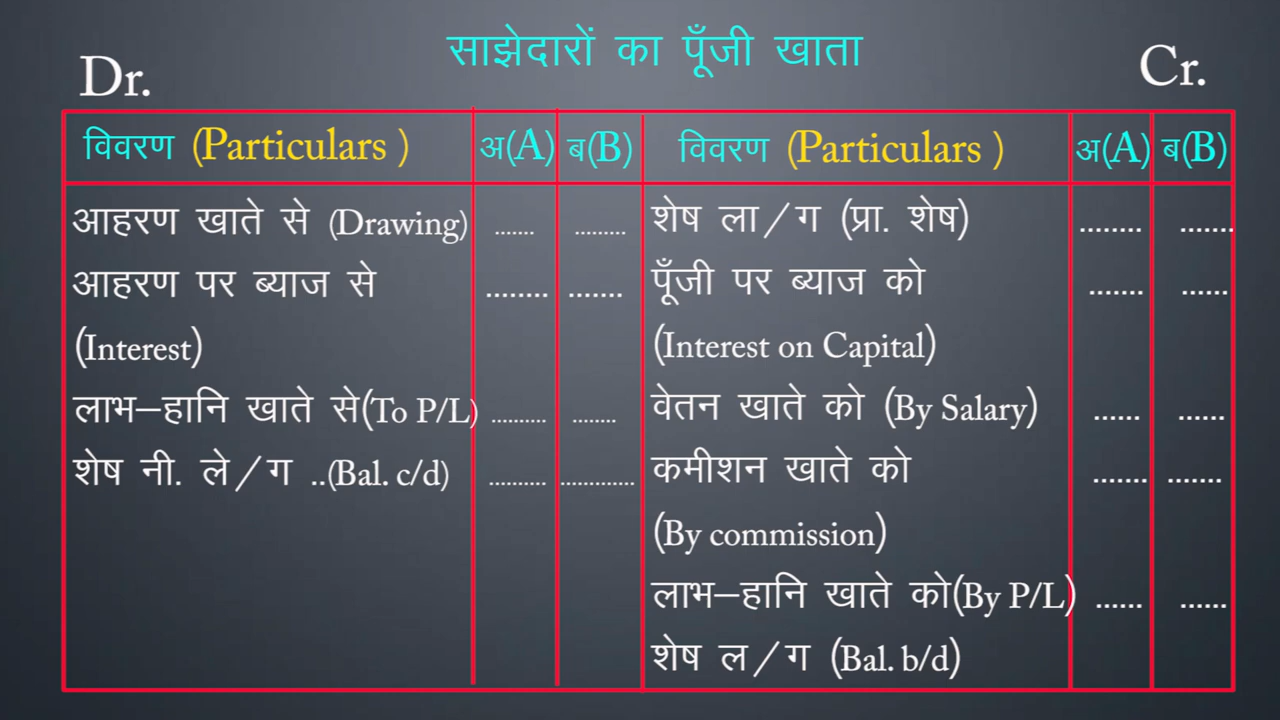 साझेदारों का पूँजी खाता
Dr. Cr.
विवरण (Particulars ) अ(A) ब(B) विवरण (Particulars ) अ(A) ब(B)
आहरण खाते से (Drawing) ....... ......... शेष ला/ग (प्रा. शेष) ........ .......
आहरण पर ब्याज से ........ ....... पूँजी पर ब्याज को ....... ......
(Interest) (Interest on Capital)
लाभ–हानि खाते से(To P/L) .......... ........ वेतन खाते को (By Salary) ...... ......
शेष नी. ले/ग ..(Bal. c/d) .......... ............. कमीशन खाते को ....... .......
(By commission)
लाभ–हानि खाते को(By P/L) ...... ......
शेष ल/ग (Bal. b/d)